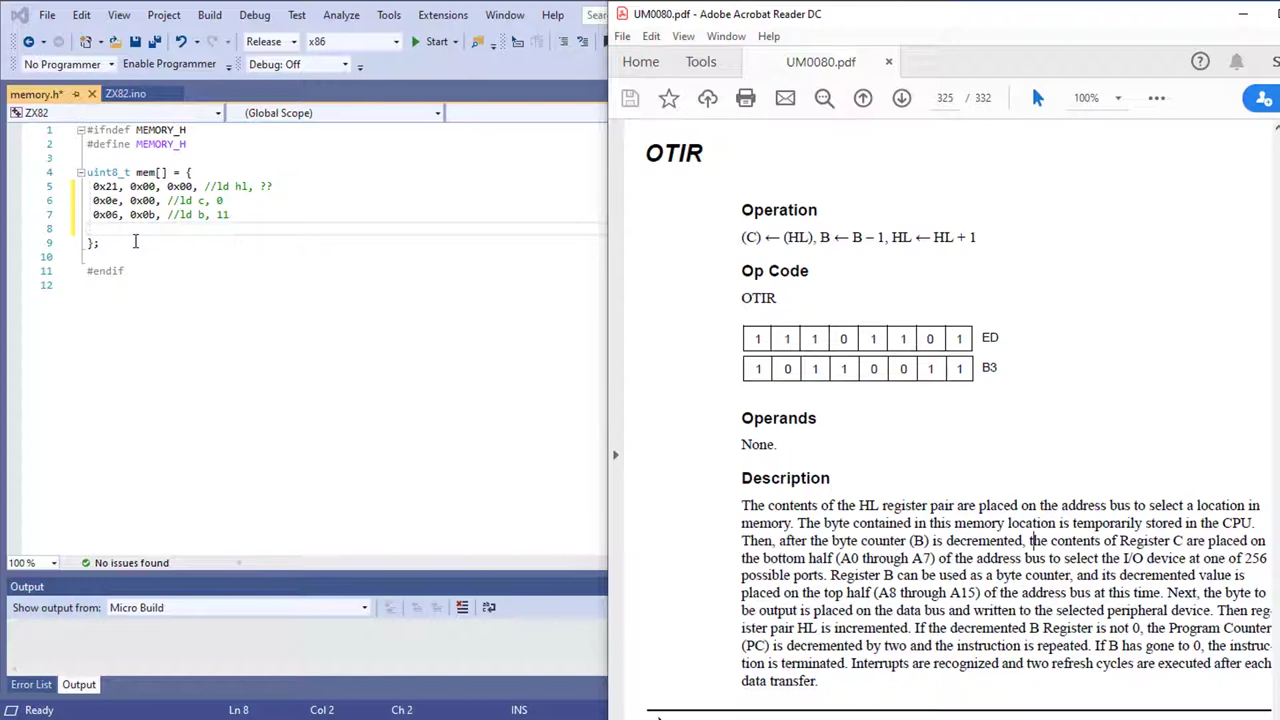 File Edit View Project Build Debug Test Analyze Tools Extensions Window Help Sear
Release x86 Start
No Programmer Enable Programmer Debug: Off
memory.h* ZX82.ino
ZX82 (Global Scope)
1 #ifndef MEMORY_H
2 #define MEMORY_H
3
4 uint8_t mem[] = {
5 0x21, 0x00, 0x00, //ld hl, ??
6 0x0e, 0x00, //ld c, 0
7 0x06, 0x0b, //ld b, 11
8
9 };
10
11 #endif
12
100 % No issues found
Output
Show output from: Micro Build
Error List Output
Ready Ln 8 Col 2 Ch 2 INS
UM0080.pdf - Adobe Acrobat Reader DC
File Edit View Window Help
Home Tools UM0080.pdf × ? S
325 / 332 100%
OTIR
Operation
(C) ← (HL), B ← B – 1, HL ← HL + 1
Op Code
OTIR
1 1 1 0 1 1 0 1 ED
1 0 1 1 0 0 1 1 B3
Operands
None.
Description
The contents of the HL register pair are placed on the address bus to select a location in
memory. The byte contained in this memory location is temporarily stored in the CPU.
Then, after the byte counter (B) is decremented, the contents of Register C are placed on
the bottom half (A0 through A7) of the address bus to select the I/O device at one of 256
possible ports. Register B can be used as a byte counter, and its decremented value is
placed on the top half (A8 through A15) of the address bus at this time. Next, the byte to
be output is placed on the data bus and written to the selected peripheral device. Then reg-
ister pair HL is incremented. If the decremented B Register is not 0, the Program Counter
(PC) is decremented by two and the instruction is repeated. If B has gone to 0, the instruc-
tion is terminated. Interrupts are recognized and two refresh cycles are executed after each
data transfer.